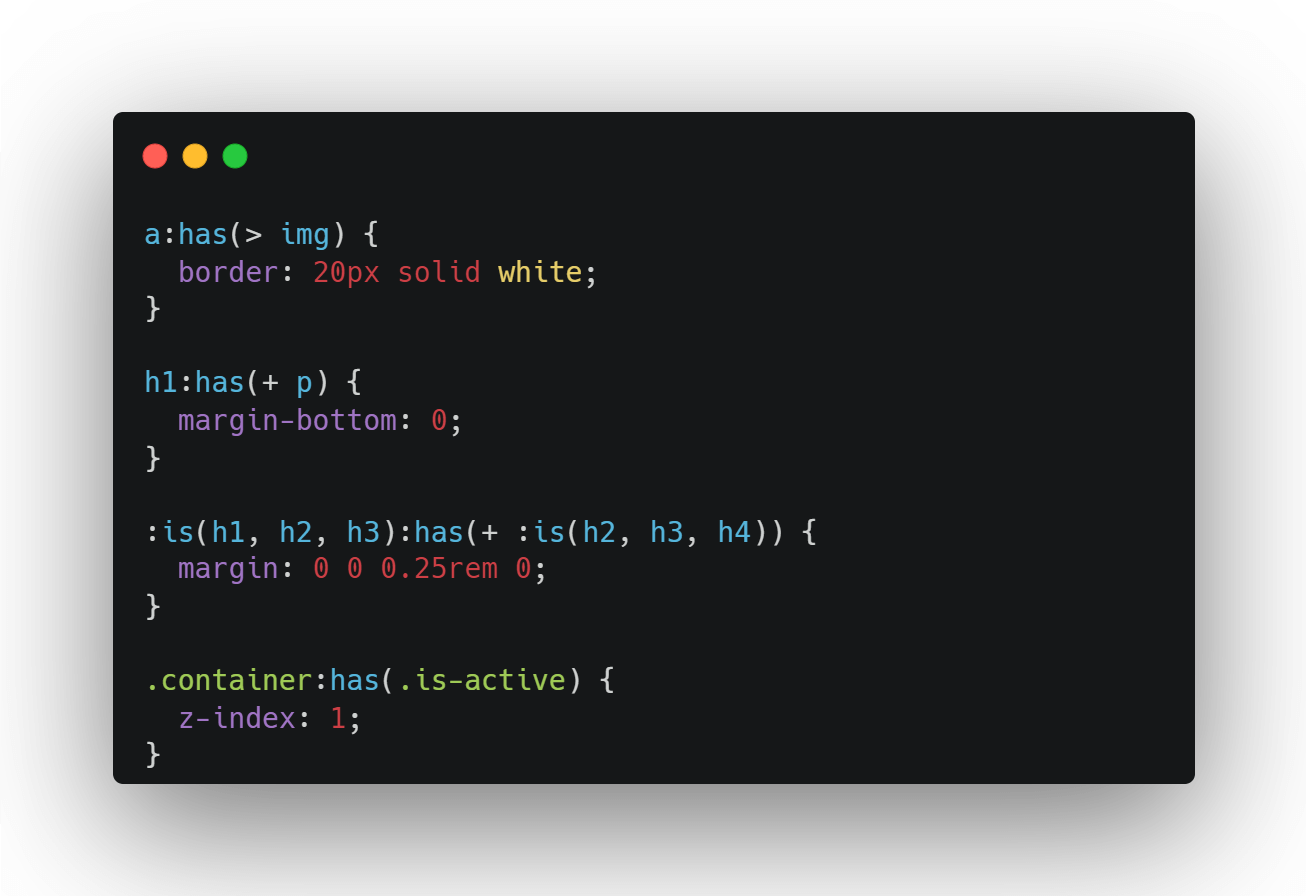 a:has(> img) {
  border: 20px solid white;
}

h1:has(+ p) {
  margin-bottom: 0;
}

:is(h1, h2, h3):has(+ :is(h2, h3, h4)) {
  margin: 0 0 0.25rem 0;
}

.container:has(.is-active) {
  z-index: 1;
}